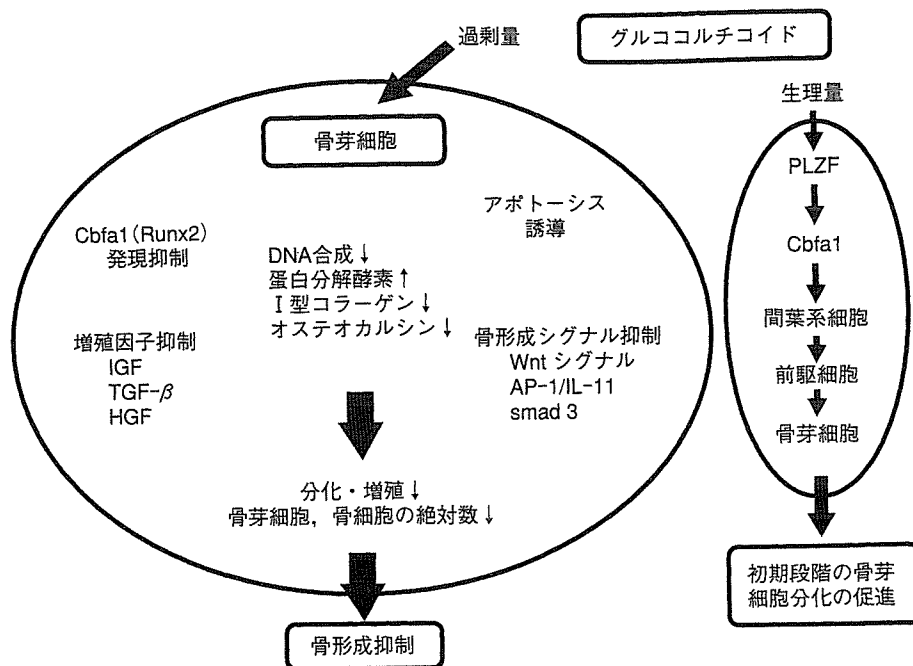 過剰量
グルココルチコイド
骨芽細胞
Cbfa1(Runx2)
発現抑制
アポトーシス
誘導
DNA合成↓
蛋白分解酵素↑
Ⅰ型コラーゲン↓
オステオカルシン↓
増殖因子抑制
IGF
TGF-β
HGF
骨形成シグナル抑制
Wnt シグナル
AP-1/IL-11
smad 3
分化・増殖↓
骨芽細胞,骨細胞の絶対数↓
骨形成抑制
生理量
PLZF
Cbfa1
間葉系細胞
前駆細胞
骨芽細胞
初期段階の骨芽
細胞分化の促進